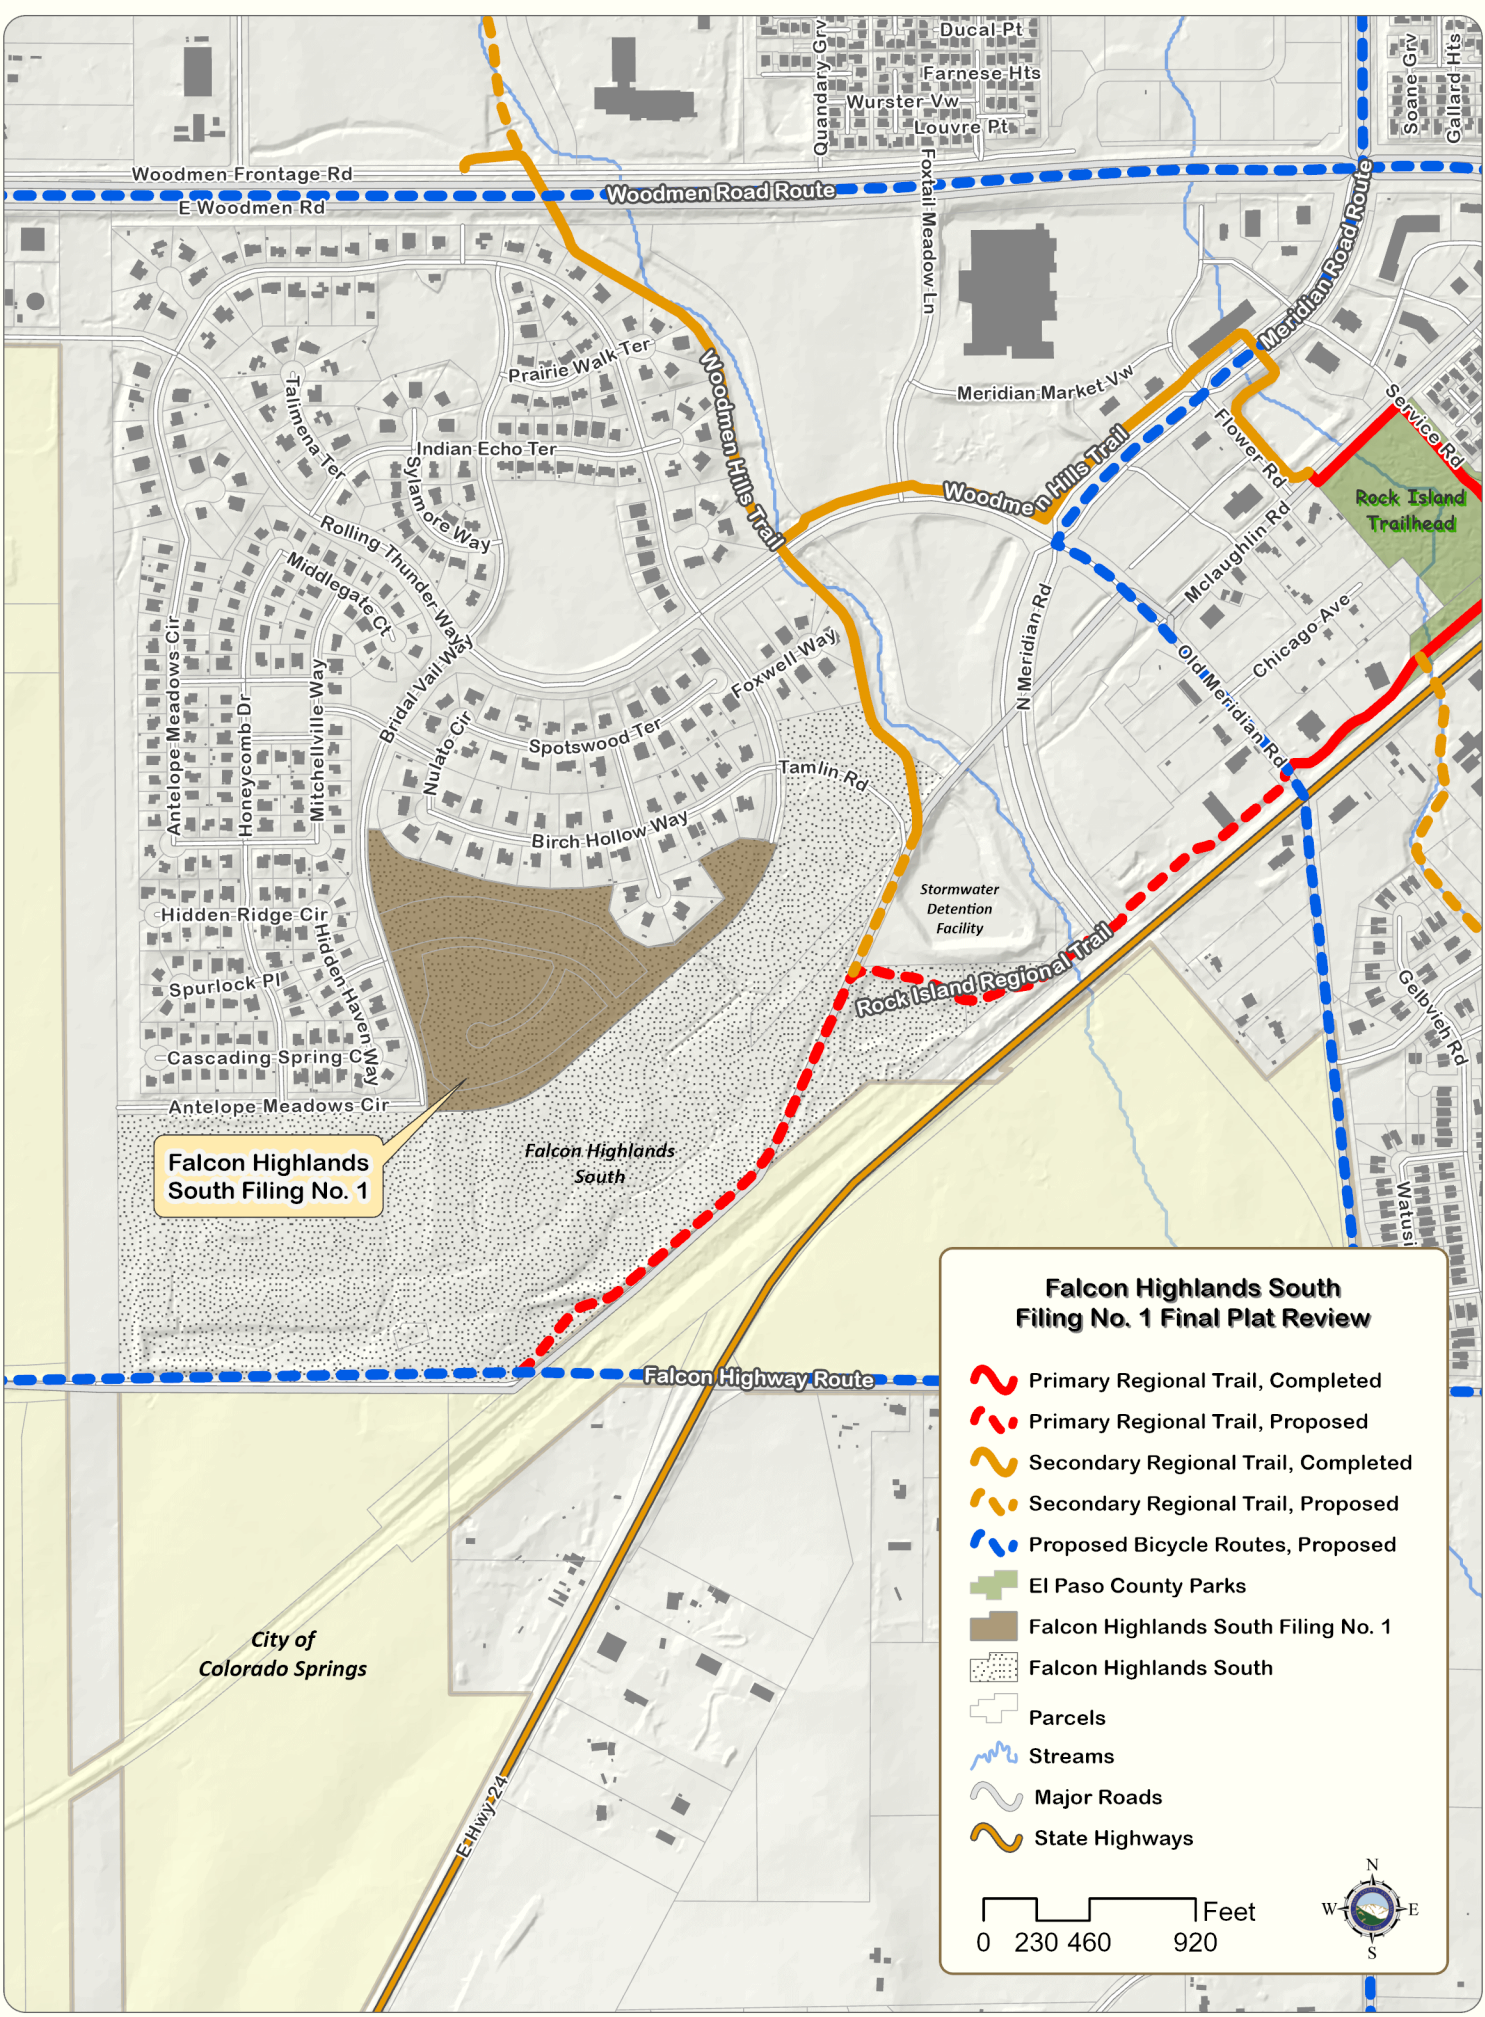 Ducal Pt
Quandary Grv
Farnese Hts
Wurster Vw
Louvre Pt
Soane Grv
Gallard Hts
Woodmen Frontage Rd
Woodmen Road Route
E Woodmen Rd
Foxtail Meadow Ln
Meridian Road Route
Prairie Walk Ter
Talimena Ter
Woodmen Hills Trail
Meridian Market Vw
Service Rd
Flower Rd
Indian Echo Ter
Sylamore Way
Woodmen Hills Trail
Rock Island
Trailhead
Rolling Thunder Way
Middlegate Ct
Mclaughlin Rd
Chicago Ave
N Meridian Rd
Old Meridian Rd
Antelope Meadows Cir
Honeycomb Dr
Mitchellville Way
Bridal Vail Way
Foxwell Way
Nulato Cir
Spotswood Ter
Tamlin Rd
Birch Hollow Way
Stormwater
Detention
Facility
Hidden Ridge Cir
Hidden Haven Way
Spurlock Pl
Rock Island Regional Trail
Gelbvieh Rd
Cascading Spring C
Antelope Meadows Cir
Falcon Highlands
South Filing No. 1
Falcon Highlands
South
Watusi
Falcon Highway Route
City of
Colorado Springs
E Hwy 24
Falcon Highlands South
Filing No. 1 Final Plat Review
Primary Regional Trail, Completed
Primary Regional Trail, Proposed
Secondary Regional Trail, Completed
Secondary Regional Trail, Proposed
Proposed Bicycle Routes, Proposed
El Paso County Parks
Falcon Highlands South Filing No. 1
Falcon Highlands South
Parcels
Streams
Major Roads
State Highways
Feet
0 230 460 920
N
W E
S